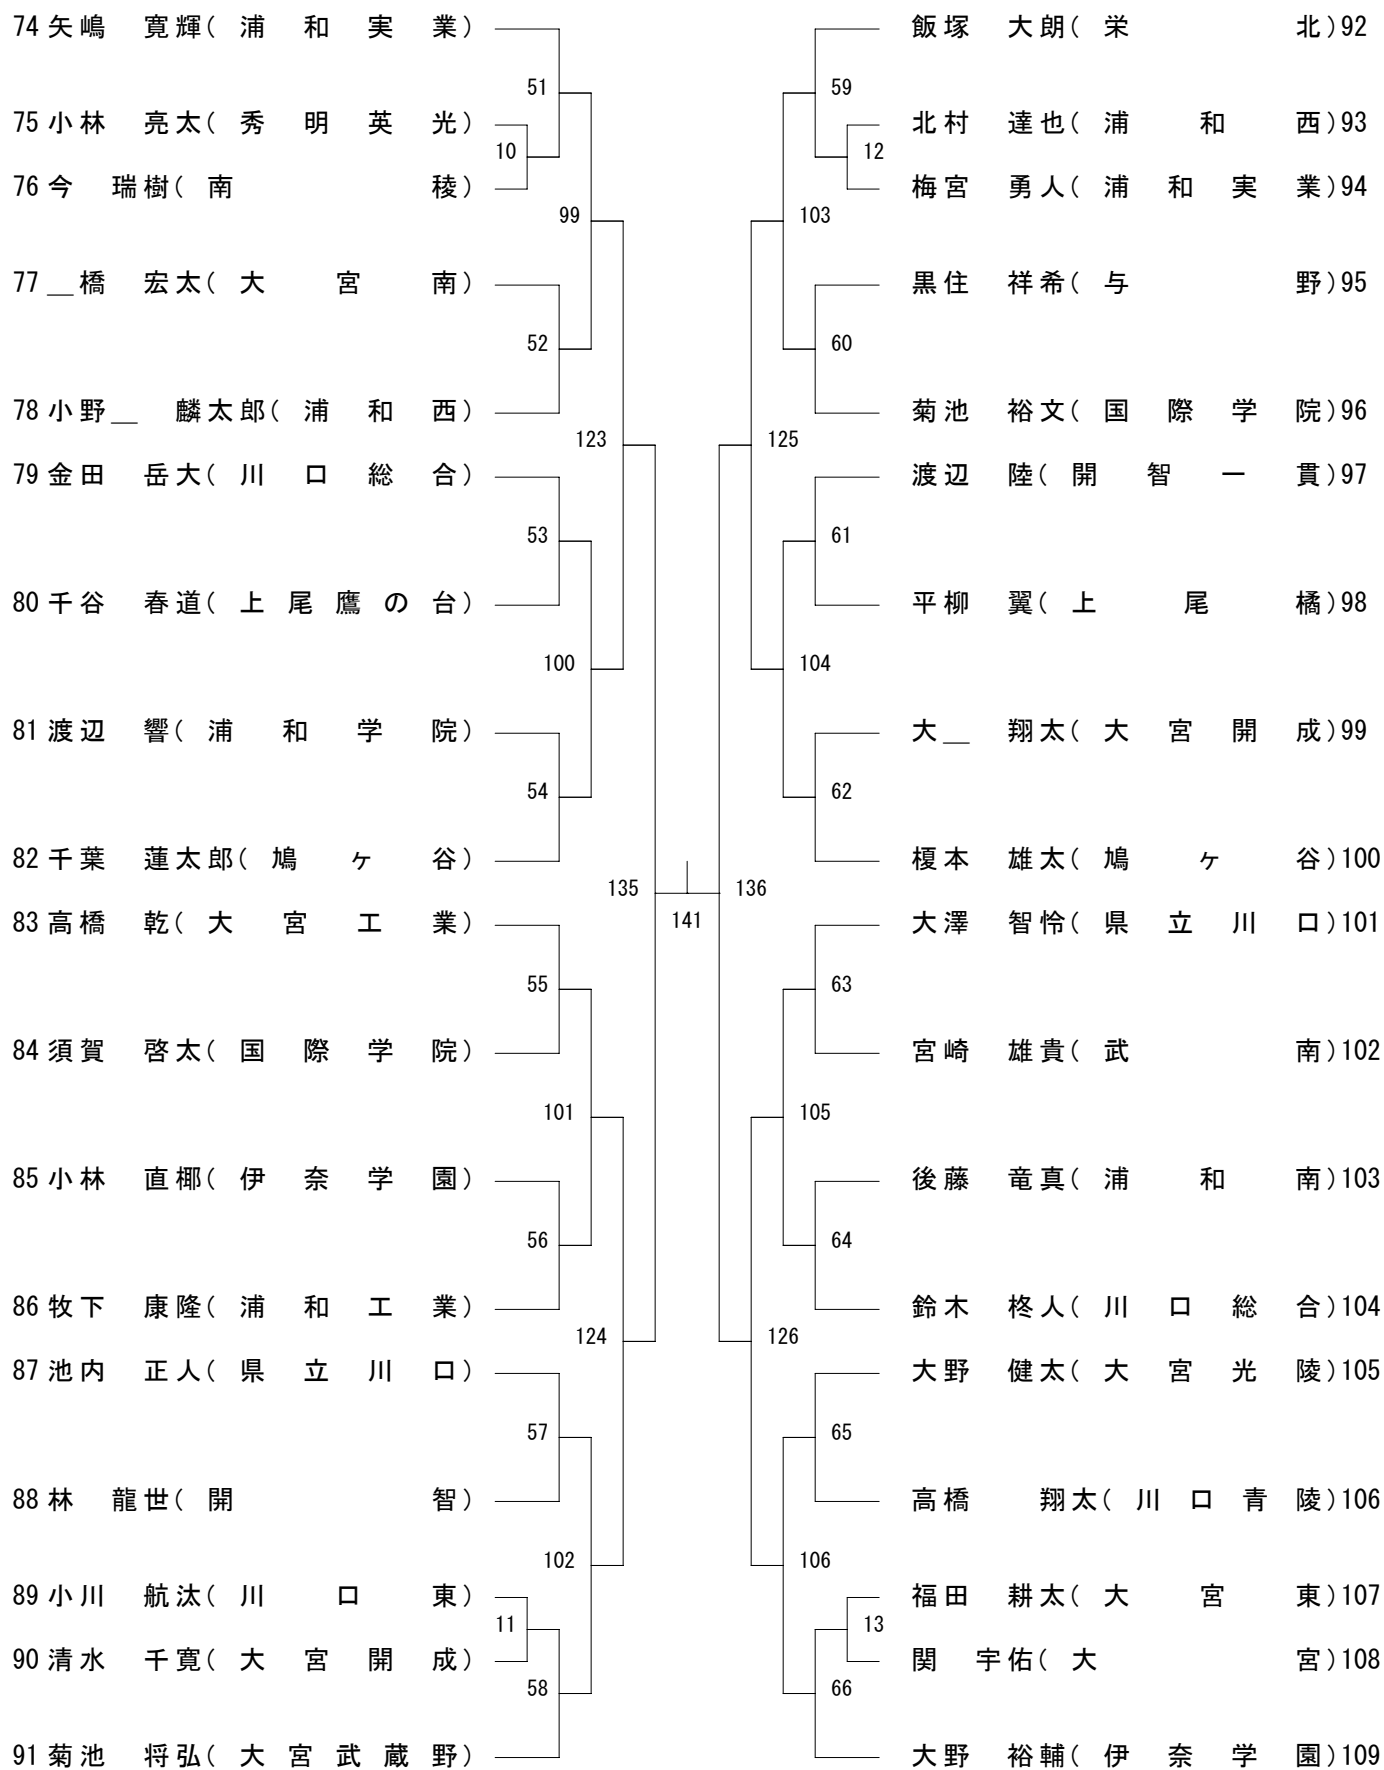 74 矢嶋 寛輝( 浦 和 実 業 )
51
75 小林 亮太( 秀 明 英 光 )
10
76 今 瑞樹( 南 稜 )
99
77 __橋 宏太( 大 宮 南 )
52
78 小野__ 麟太郎( 浦 和 西 )
123
79 金田 岳大( 川 口 総 合 )
53
80 千谷 春道( 上 尾 鷹 の 台 )
100
81 渡辺 響( 浦 和 学 院 )
54
82 千葉 蓮太郎( 鳩 ヶ 谷 )
135
83 高橋 乾( 大 宮 工 業 )
55
84 須賀 啓太( 国 際 学 院 )
101
85 小林 直梛( 伊 奈 学 園 )
56
86 牧下 康隆( 浦 和 工 業 )
124
87 池内 正人( 県 立 川 口 )
57
88 林 龍世( 開 智 )
102
89 小川 航汰( 川 口 東 )
11
90 清水 千寛( 大 宮 開 成 )
58
91 菊池 将弘( 大 宮 武 蔵 野 )
141
飯塚 大朗( 栄 北 )92
59
北村 達也( 浦 和 西 )93
12
梅宮 勇人( 浦 和 実 業 )94
103
黒住 祥希( 与 野 )95
60
菊池 裕文( 国 際 学 院 )96
125
渡辺 陸( 開 智 一 貫 )97
61
平柳 翼( 上 尾 橘 )98
104
大__ 翔太( 大 宮 開 成 )99
62
榎本 雄太( 鳩 ヶ 谷 )100
136
大澤 智怜( 県 立 川 口 )101
63
宮崎 雄貴( 武 南 )102
105
後藤 竜真( 浦 和 南 )103
64
鈴木 柊人( 川 口 総 合 )104
126
大野 健太( 大 宮 光 陵 )105
65
高橋 翔太( 川 口 青 陵 )106
106
福田 耕太( 大 宮 東 )107
13
関 宇佑( 大 宮 )108
66
大野 裕輔( 伊 奈 学 園 )109